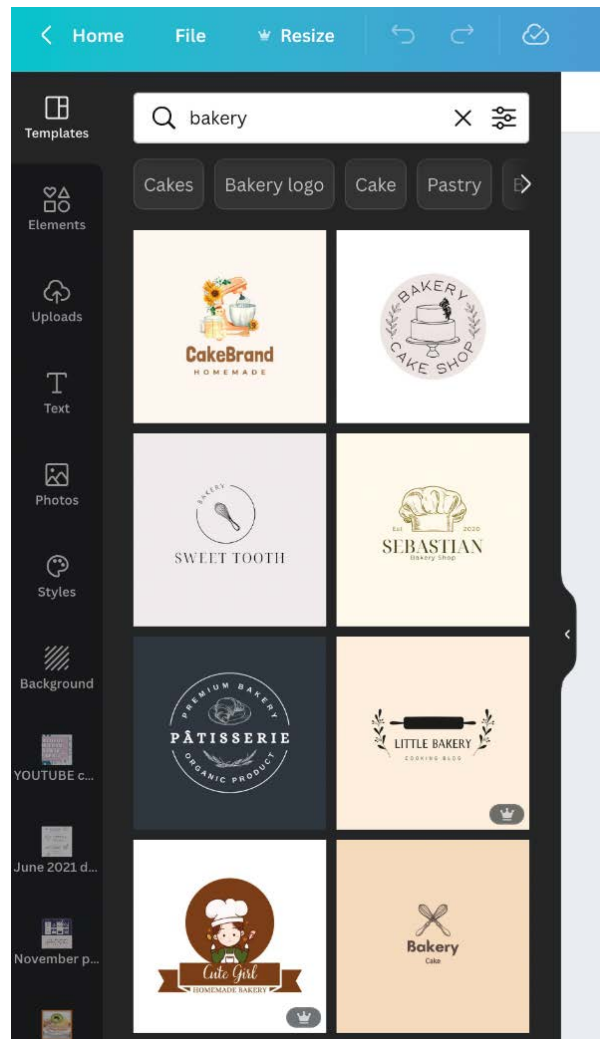 Home File Resize
Templates
Elements
Uploads
Text
Photos
Styles
Background
YOUTUBE c...
June 2021 d...
November p...
bakery
Cakes Bakery logo Cake Pastry B
CakeBrand
HOMEMADE
BAKERY
CAKE SHOP
BAKERY
SWEET TOOTH
Est 2020
SEBASTIAN
Bakery Shop
PREMIUM BAKERY
PÂTISSERIE
ORGANIC PRODUCT
LITTLE BAKERY
COOKING BLOG
Cute Girl
HOMEMADE BAKERY
Bakery
Cake